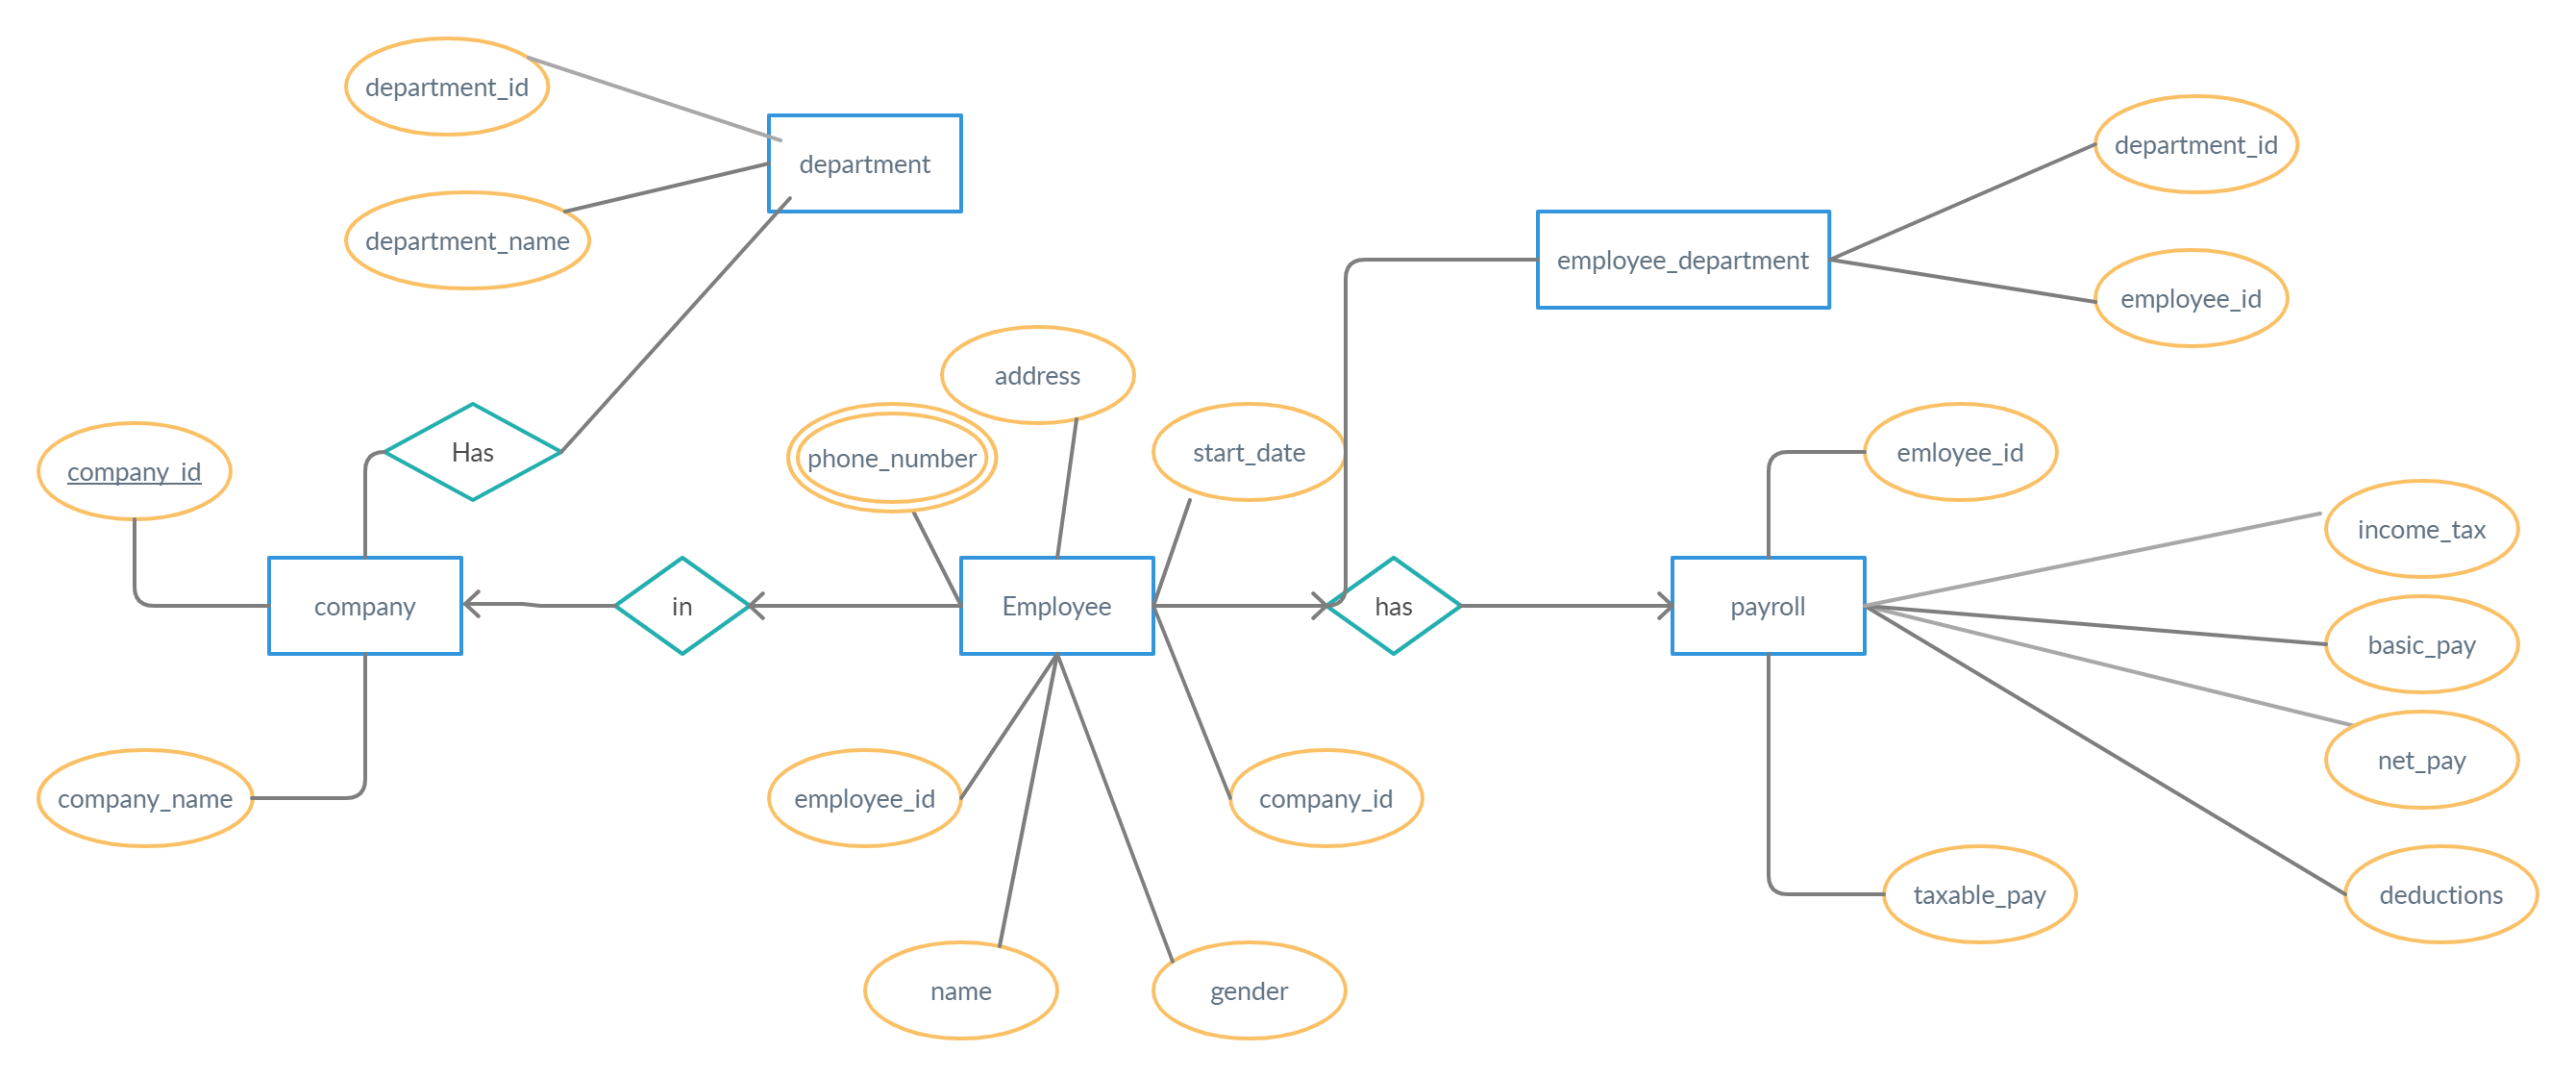 department_id
department
department_name
department_id
employee_department
employee_id
address
phone_number
start_date
Has
company_id
emloyee_id
income_tax
company
in
Employee
has
payroll
basic_pay
net_pay
company_name
employee_id
company_id
taxable_pay
deductions
name
gender